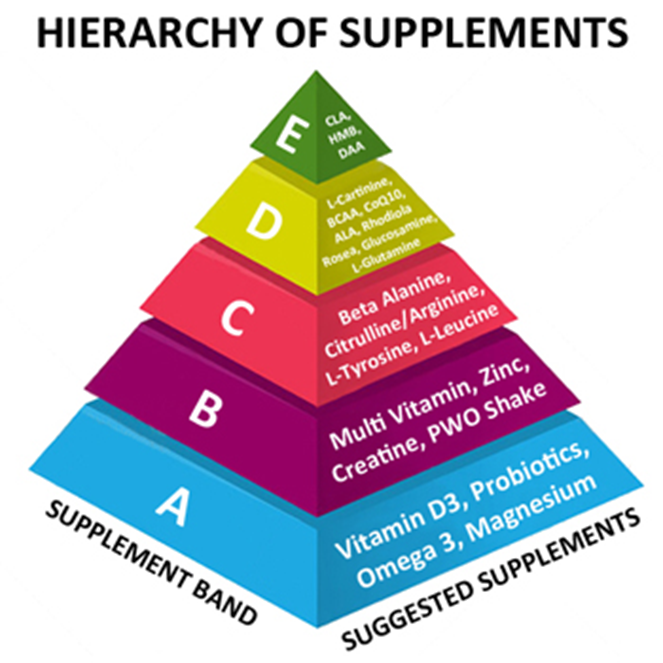 HIERARCHY OF SUPPLEMENTS
E
CLA,
HMB,
DAA
D
L-Cartinine,
BCAA, CoQ10,
ALA, Rhodiola
Rosea, Glucosamine,
L-Glutamine
C
Beta Alanine,
Citrulline/Arginine,
L-Tyrosine, L-Leucine
B
Multi Vitamin, Zinc,
Creatine, PWO Shake
A
Vitamin D3, Probiotics,
Omega 3, Magnesium
SUPPLEMENT BAND
SUGGESTED SUPPLEMENTS